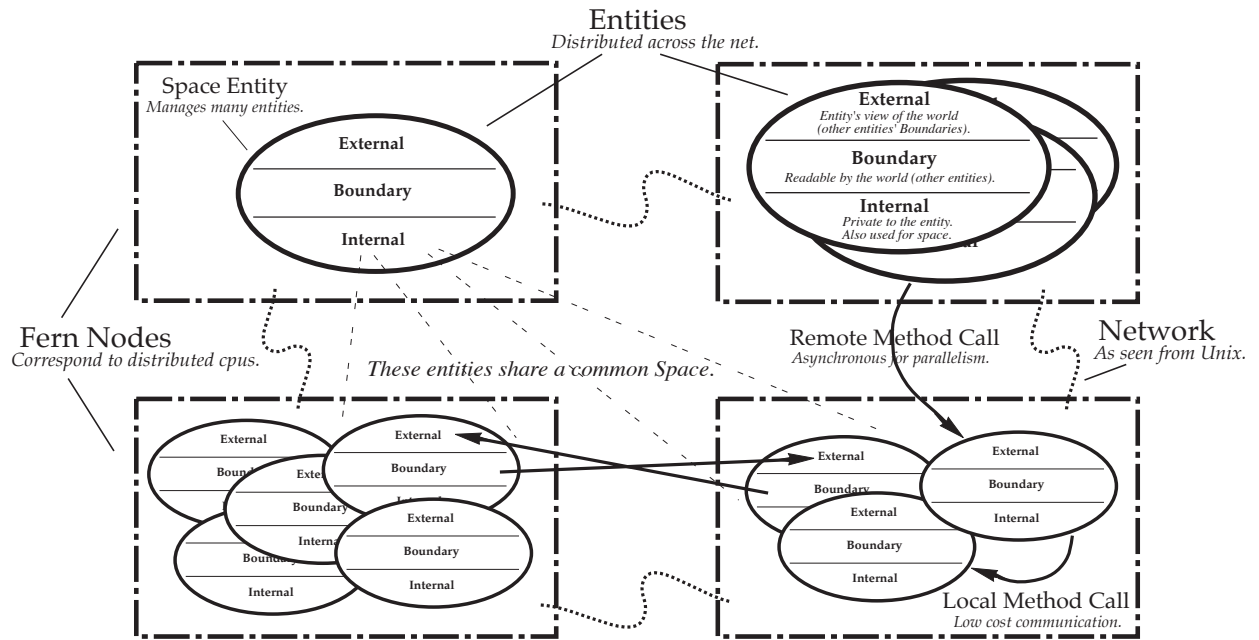 Entities
Distributed across the net.
Space Entity
Manages many entities.
External
Boundary
Internal
External
Entity's view of the world
(other entities' Boundaries).
Boundary
Readable by the world (other entities).
Internal
Private to the entity.
Also used for space.
Fern Nodes
Correspond to distributed cpus.
These entities share a common Space.
Remote Method Call
Asynchronous for parallelism.
Network
As seen from Unix.
External
External
Boundary
Internal
Boundary
Internal
External
Boundary
External
Boundary
Internal
External
Boundary
External
Boundary
Internal
External
Boundary
Internal
Local Method Call
Low cost communication.